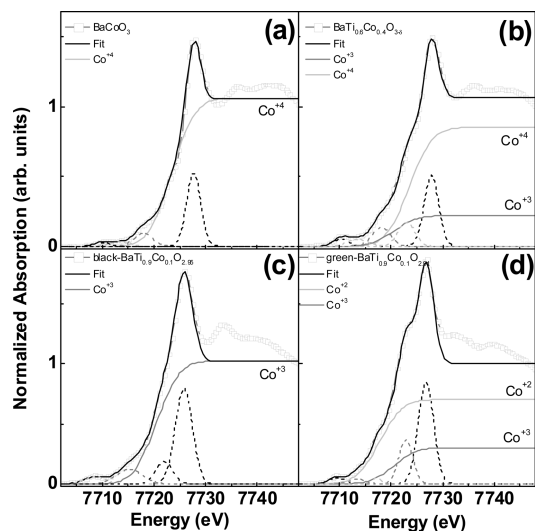 Normalized Absorption (arb. units)
(a)
BaCoO3
Fit
Co+4
Co+4
1
0
(b)
BaTi0.6Co0.4O3-δ
Fit
Co+3
Co+4
Co+4
Co+3
(c)
black-BaTi0.9Co0.1O2.95
Fit
Co+3
Co+3
1
0
7710 7720 7730 7740
Energy (eV)
(d)
green-BaTi0.9Co0.1O
Fit
Co+2
Co+3
Co+2
Co+3
7710 7720 7730 7740
Energy (eV)